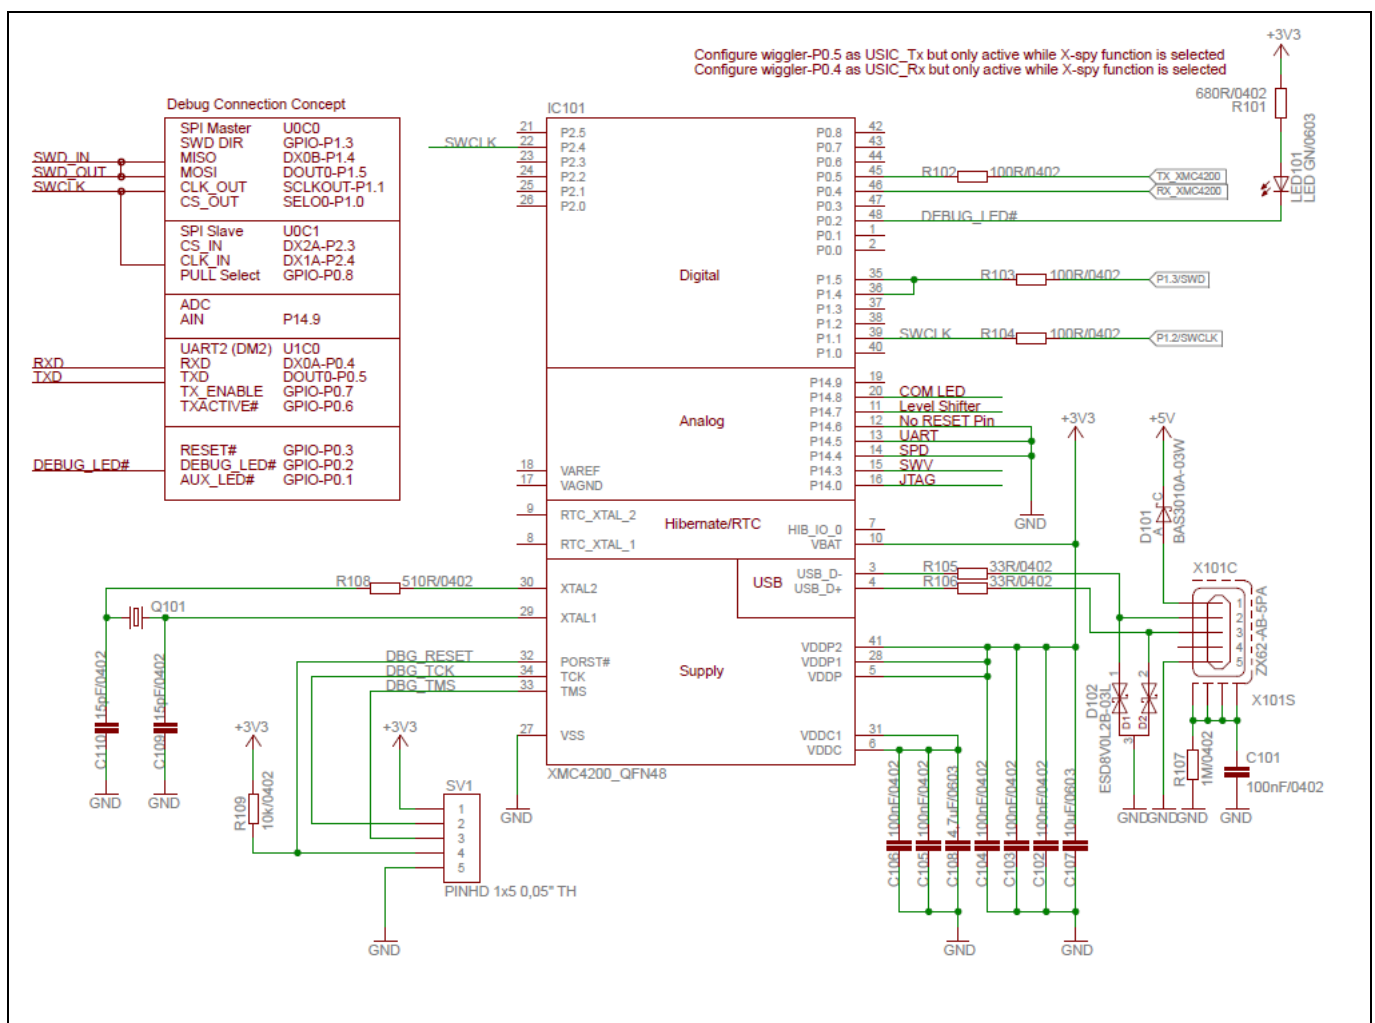 Configure wiggler-P0.5 as USIC_Tx but only active while X-spy function is selected
Configure wiggler-P0.4 as USIC_Rx but only active while X-spy function is selected
+3V3
680R/0402
R101
LED101
LED GN/0603
Debug Connection Concept
SPI Master U0C0
SWD DIR GPIO-P1.3
SWD_IN MISO DX0B-P1.4
SWD_OUT MOSI DOUT0-P1.5
SWCLK CLK_OUT SCLKOUT-P1.1
CS_OUT SELO0-P1.0
SPI Slave U0C1
CS_IN DX2A-P2.3
CLK_IN DX1A-P2.4
PULL Select GPIO-P0.8
ADC
AIN P14.9
UART2 (DM2) U1C0
RXD RXD DX0A-P0.4
TXD TXD DOUT0-P0.5
TX_ENABLE GPIO-P0.7
TXACTIVE# GPIO-P0.6
RESET# GPIO-P0.3
DEBUG_LED# DEBUG_LED# GPIO-P0.2
AUX_LED# GPIO-P0.1
IC101
21 P2.5
SWCLK 22 P2.4
23 P2.3
24 P2.2
25 P2.1
26 P2.0
P0.8 42
P0.7 43
P0.6 44
P0.5 45 R102 100R/0402 TX_XMC4200
P0.4 46 RX_XMC4200
P0.3 47
P0.2 48 DEBUG_LED#
P0.1 1
P0.0 2
Digital
P1.5 35 R103 100R/0402 P1.3/SWD
P1.4 36
P1.3 37
P1.2 38
P1.1 39 SWCLK R104 100R/0402 P1.2/SWCLK
P1.0 40
Analog
P14.9 19
P14.8 20 COM LED
P14.7 11 Level Shifter
P14.6 12 No RESET Pin
P14.5 13 UART
P14.4 14 SPD
P14.3 15 SWV
P14.0 16 JTAG
GND
+3V3
+5V
18 VAREF
17 VAGND
9 RTC_XTAL_2
8 RTC_XTAL_1
Hibernate/RTC
HIB_IO_0 7
VBAT 10
D101
A
C
BAS3010A-03W
USB
USB_D- 3 R105 33R/0402
USB_D+ 4 R106 33R/0402
X101C
1
2
3
4
5
ZX62-AB-5PA
X101S
R108 510R/0402 30 XTAL2
Q101 29 XTAL1
C110 15pF/0402
C109 15pF/0402
GND
GND
DBG_RESET 32 PORST#
DBG_TCK 34 TCK
DBG_TMS 33 TMS
27 VSS
Supply
VDDP2 41
VDDP1 28
VDDP 5
VDDC1 31
VDDC 6
XMC4200_QFN48
GND
+3V3
R109 10k/0402
+3V3
SV1
1
2
3
4
5
PINHD 1x5 0,05" TH
GND
C106 100nF/0402
C105 100nF/0402
C108 4.7uF/0603
C104 100nF/0402
C103 100nF/0402
C102 100nF/0402
C107 10uF/0603
GND
GND
D102
ESD8V0L2B-03L
1
2
3
D1
D2
R107
1M/0402
C101
100nF/0402
GND
GND
GND
GND